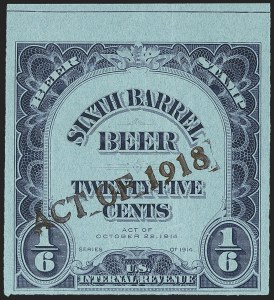 BEER STAMP
SIXTH BARREL
BEER
TWENTY-FIVE
CENTS
ACT OF 1918
ACT OF
OCTOBER 22, 1914
SERIES OF 1914
1/6 1/6
U.S.
INTERNAL REVENUE